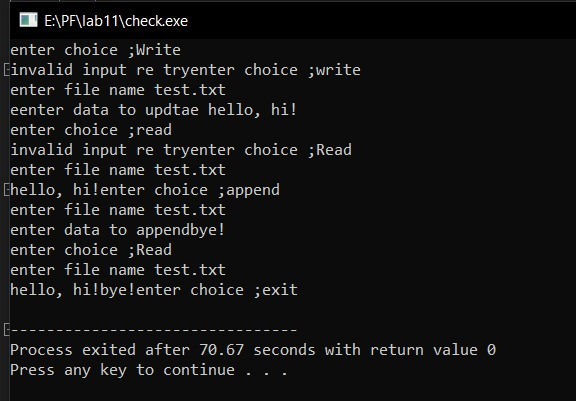 E:\PF\lab11\check.exe
enter choice ;Write
invalid input re tryenter choice ;write
enter file name test.txt
eenter data to updtae hello, hi!
enter choice ;read
invalid input re tryenter choice ;Read
enter file name test.txt
hello, hi!enter choice ;append
enter file name test.txt
enter data to appendbye!
enter choice ;Read
enter file name test.txt
hello, hi!bye!enter choice ;exit
--------------------------------
Process exited after 70.67 seconds with return value 0
Press any key to continue . . .